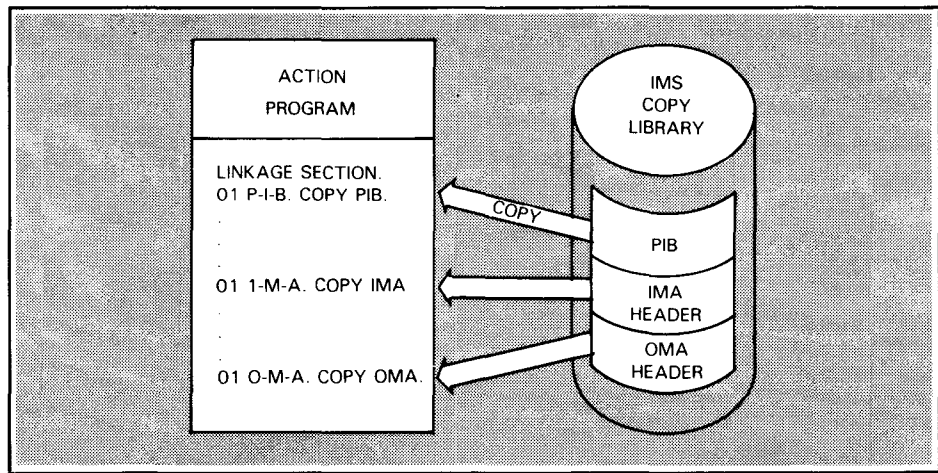 ACTION
PROGRAM
LINKAGE SECTION.
01 P-I-B. COPY PIB.
.
.
.
01 1-M-A. COPY IMA
.
.
.
01 O-M-A. COPY OMA.
IMS
COPY
LIBRARY
COPY
PIB
IMA
HEADER
OMA
HEADER